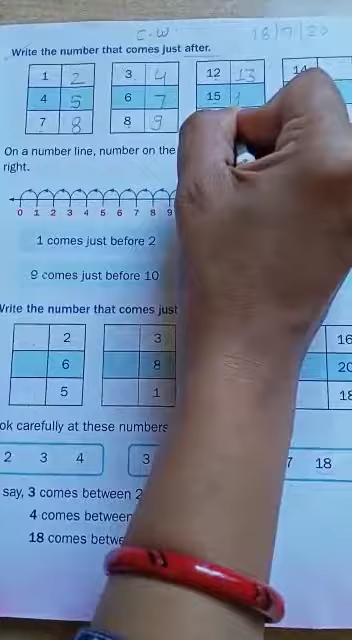 C.W. 18/7/20
Write the number that comes just after.
1 2 3 4 12 13 14
4 5 6 7 15
7 8 8 9
On a number line, number on the
right.
0 1 2 3 4 5 6 7 8 9
1 comes just before 2
9 comes just before 10
Write the number that comes just
2 3 16
6 8 20
5 1 18
ok carefully at these numbers
2 3 4 3 7 18
say, 3 comes between 2
4 comes between
18 comes betwe